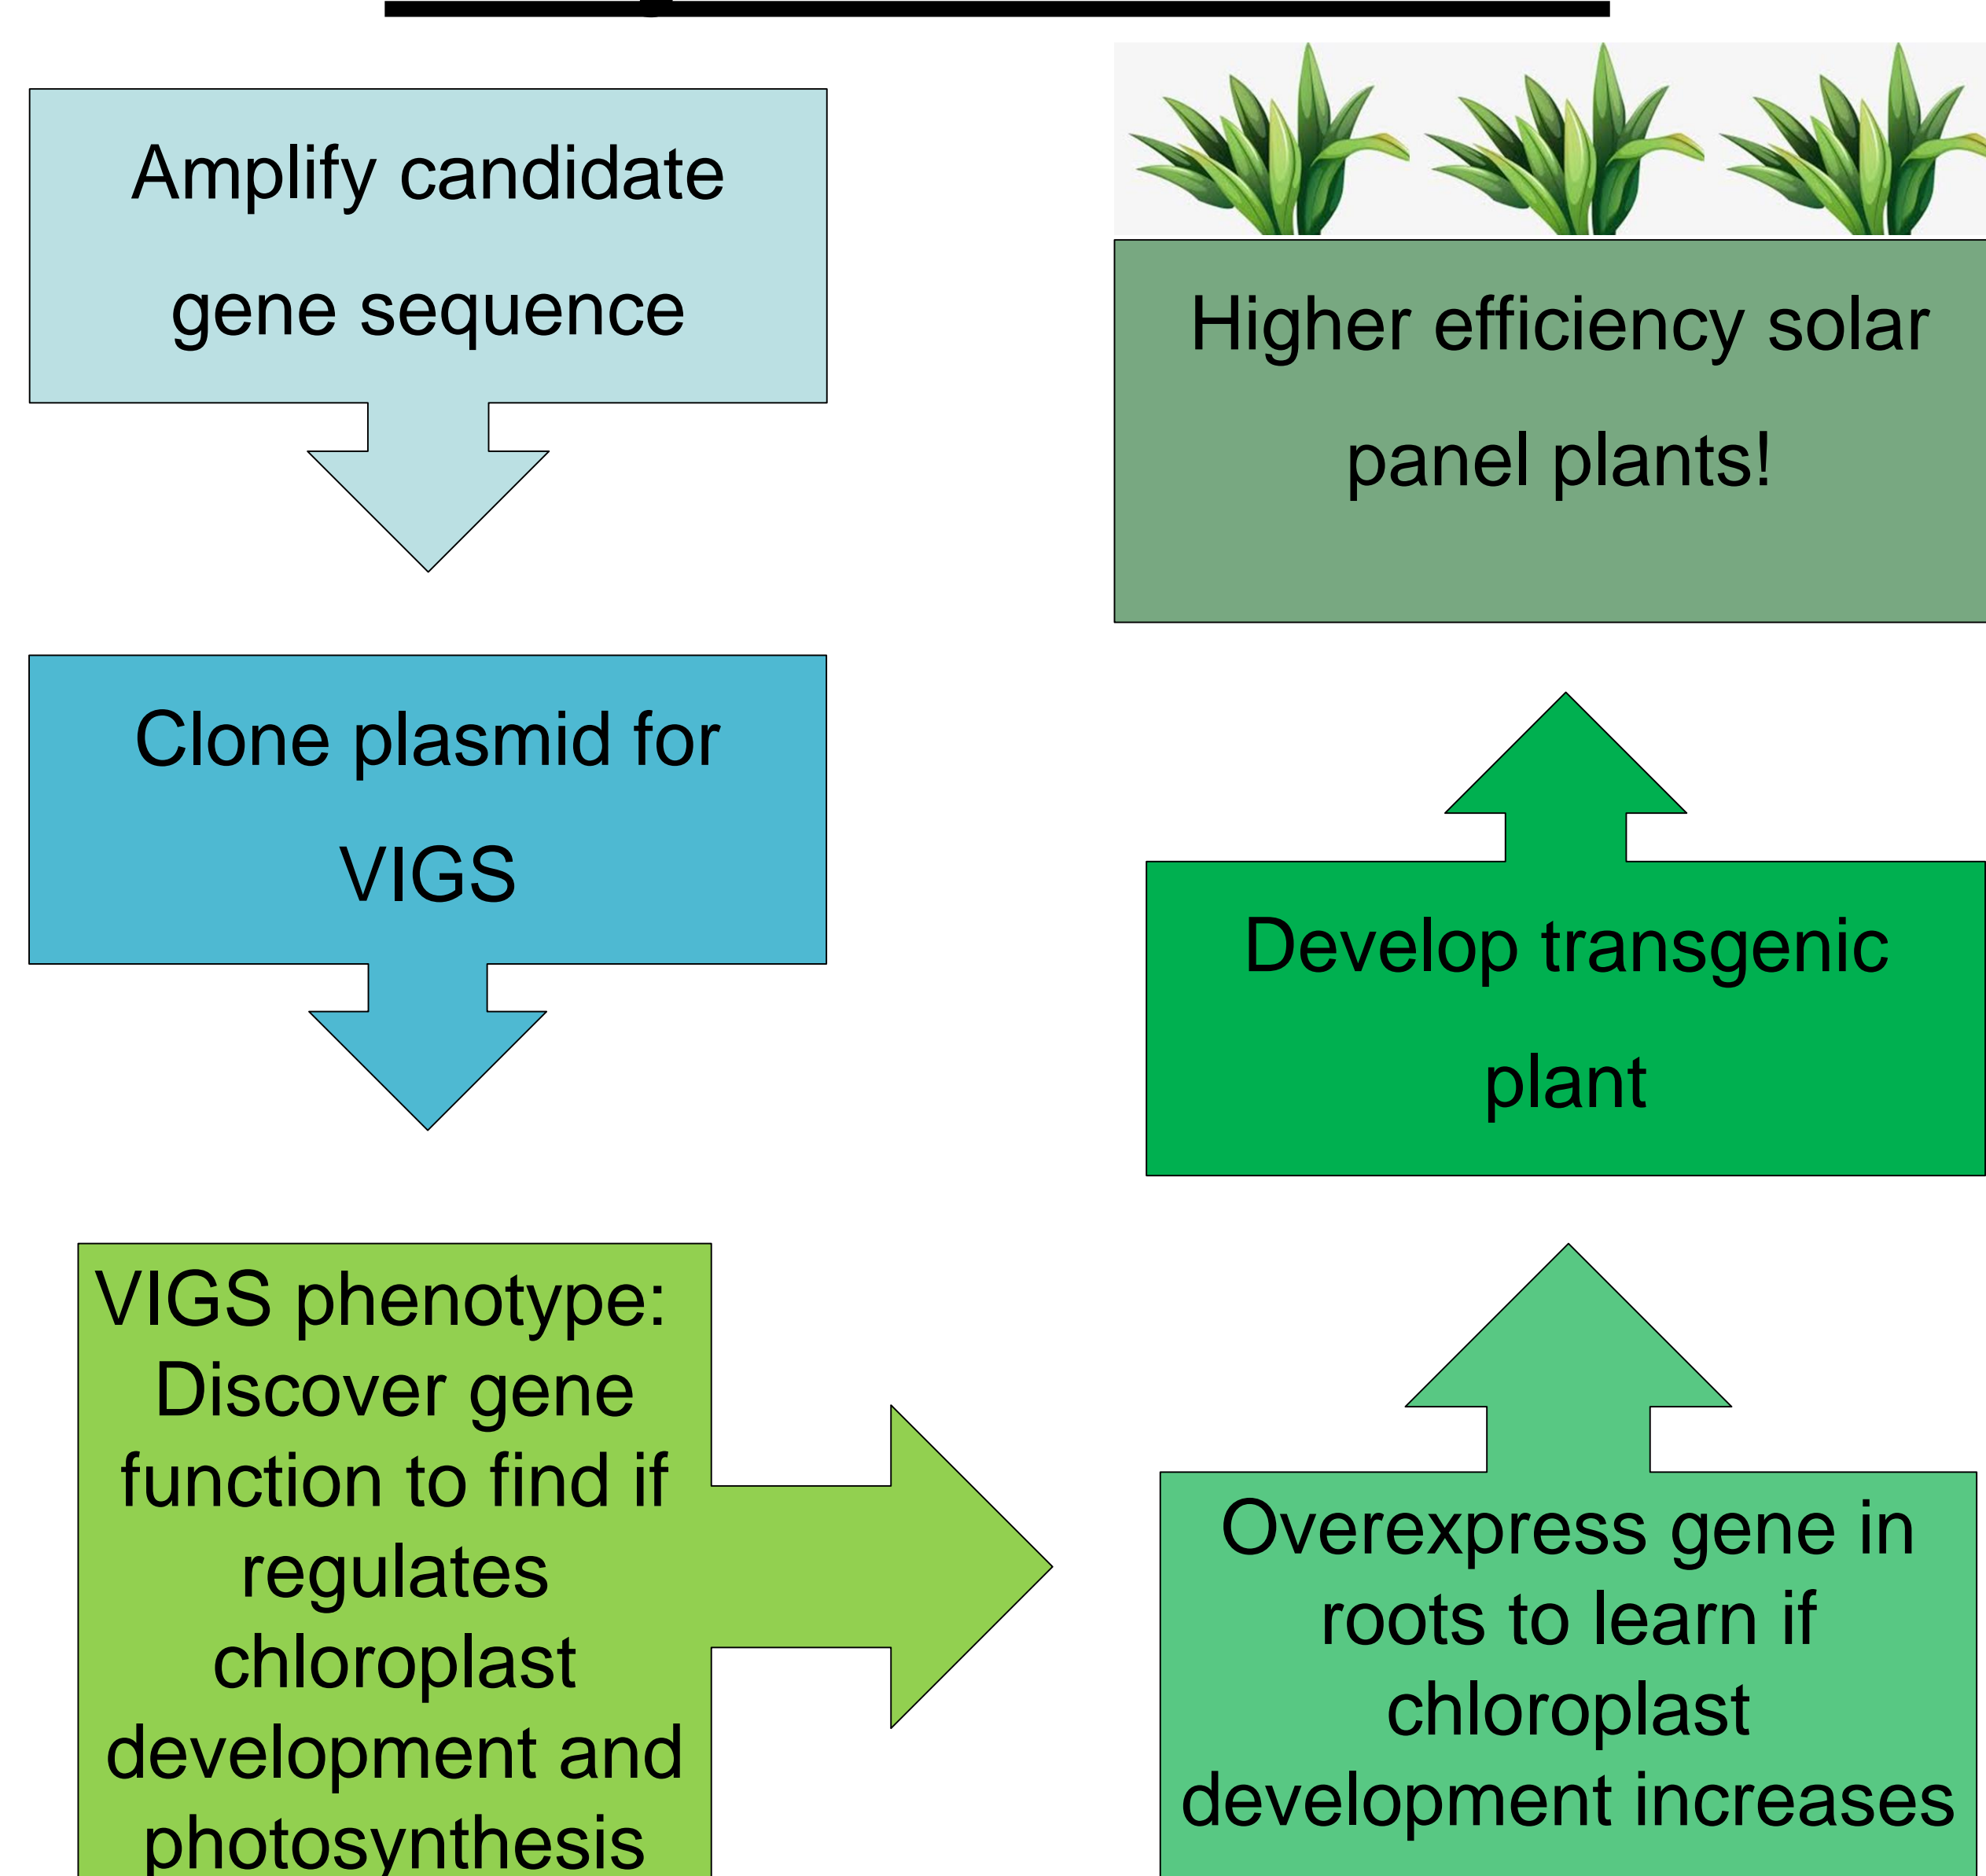 Amplify candidate
gene sequence
Clone plasmid for
VIGS
VIGS phenotype:
Discover gene
function to find if
regulates
chloroplast
development and
photosynthesis
Overexpress gene in
roots to learn if
chloroplast
development increases
Develop transgenic
plant
Higher efficiency solar
panel plants!